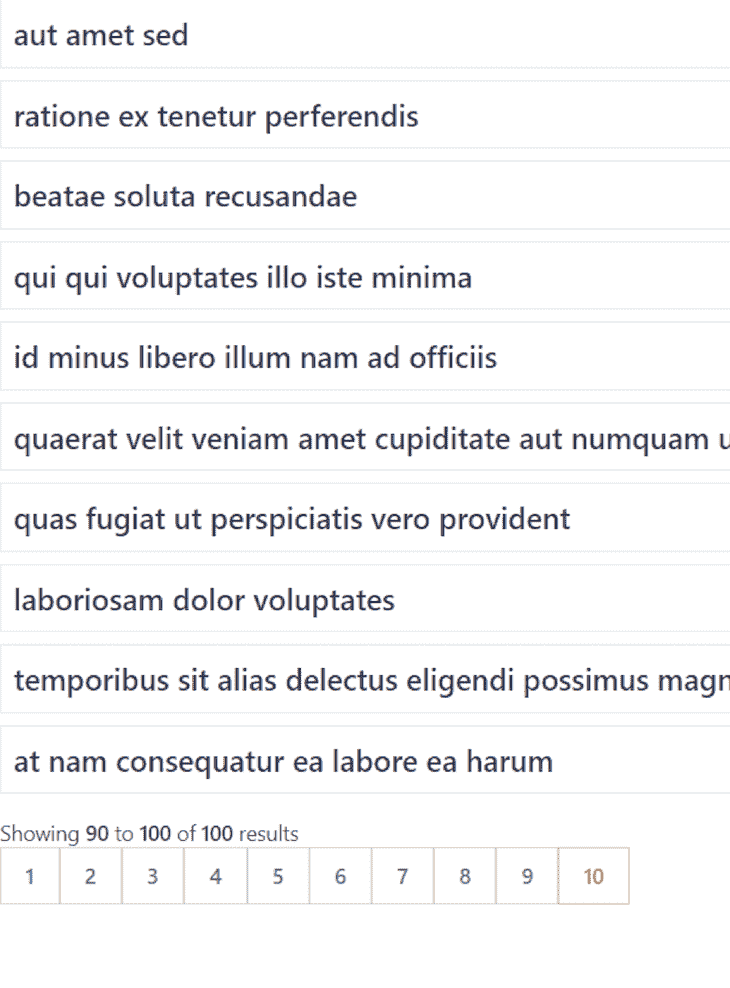 aut amet sed
ratione ex tenetur perferendis
beatae soluta recusandae
qui qui voluptates illo iste minima
id minus libero illum nam ad officiis
quaerat velit veniam amet cupiditate aut numquam
quas fugiat ut perspiciatis vero provident
laboriosam dolor voluptates
temporibus sit alias delectus eligendi possimus
at nam consequatur ea labore ea harum
Showing 90 to 100 of 100 results
1 2 3 4 5 6 7 8 9 10